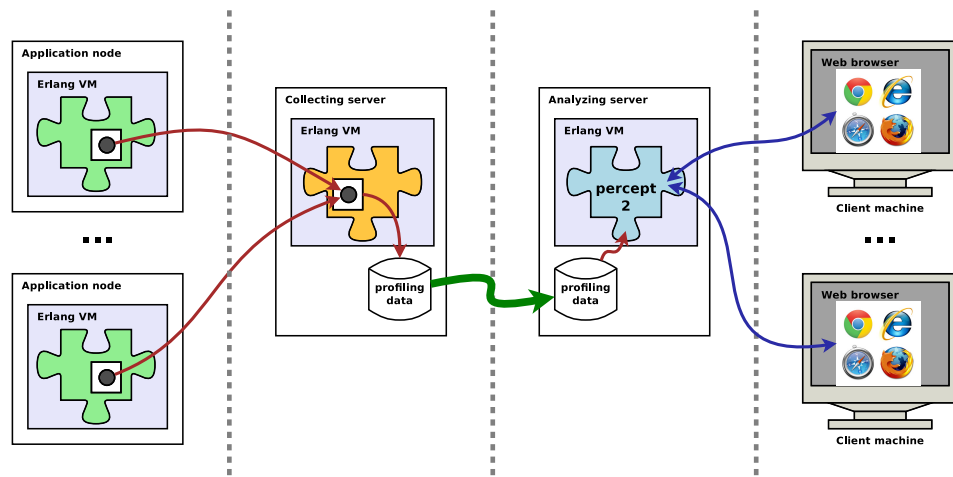 Application node
Erlang VM
...
Application node
Erlang VM
Collecting server
Erlang VM
profiling
data
Analyzing server
Erlang VM
percept
2
profiling
data
Web browser
Client machine
...
Web browser
Client machine